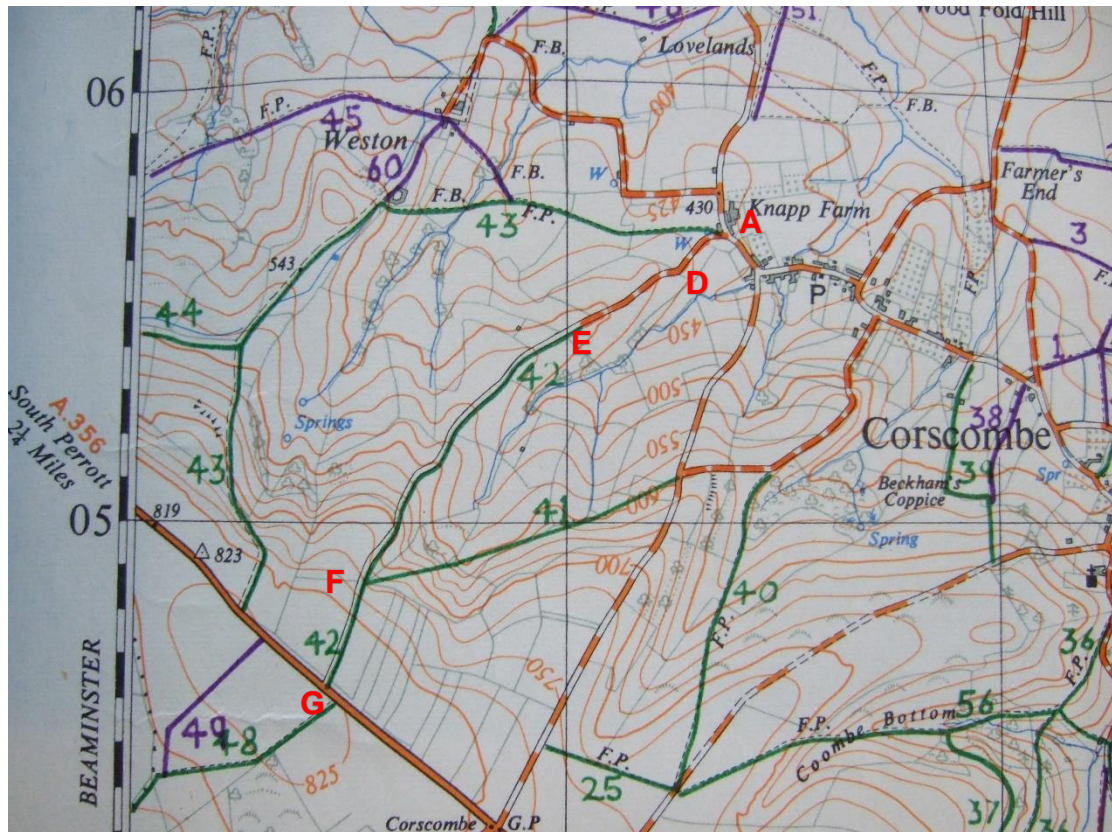 F.P.
46
51
Wood Fold Hill
F.B.
Lovelands
F.P.
06
F.P.
400
F.P.
F.B.
45
Weston
60
F.B.
F.B.
W
Farmer's
End
425
430
Knapp Farm
A
43
F.P.
W
3
F.P.
543
D
P
44
E
450
42
1
500
A.356
South Perrott
2¼ Miles
Springs
550
38
Corscombe
43
39
Beckham's
Coppice
Spr
600
41
05
819
Spring
823
700
F
40
42
F.P.
36
F.P.
750
G
49
48
F.P.
56
Coombe Bottom
F.P.
25
BEAMINSTER
825
37
36
Corscombe
G.P